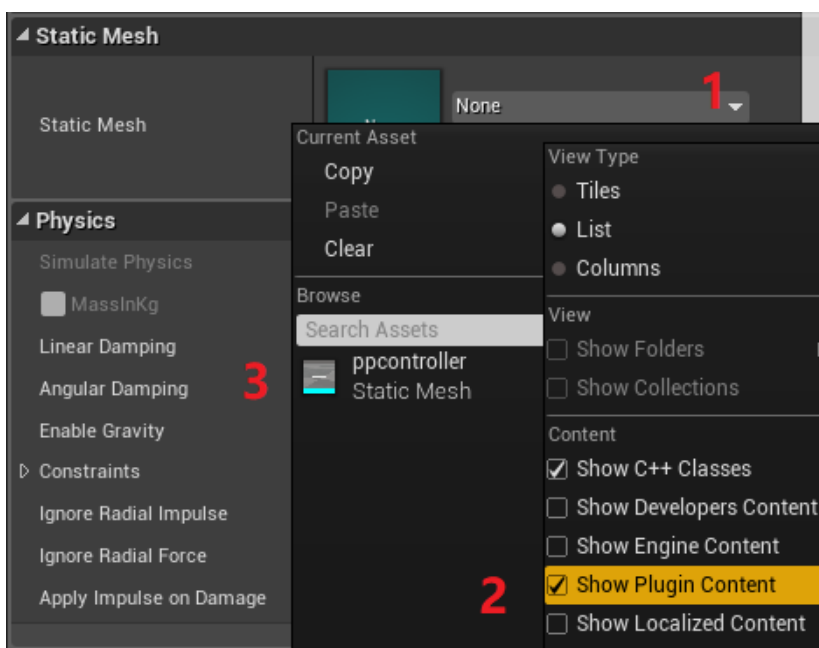 Static Mesh
Static Mesh
None
1
Current Asset
Copy
Paste
Clear
Browse
Search Assets
ppcontroller
Static Mesh
View Type
Tiles
List
Columns
View
Show Folders
Show Collections
Content
Show C++ Classes
Show Developers Content
Show Engine Content
2
Show Plugin Content
Show Localized Content
Physics
Simulate Physics
MassInKg
Linear Damping
3
Angular Damping
Enable Gravity
Constraints
Ignore Radial Impulse
Ignore Radial Force
Apply Impulse on Damage